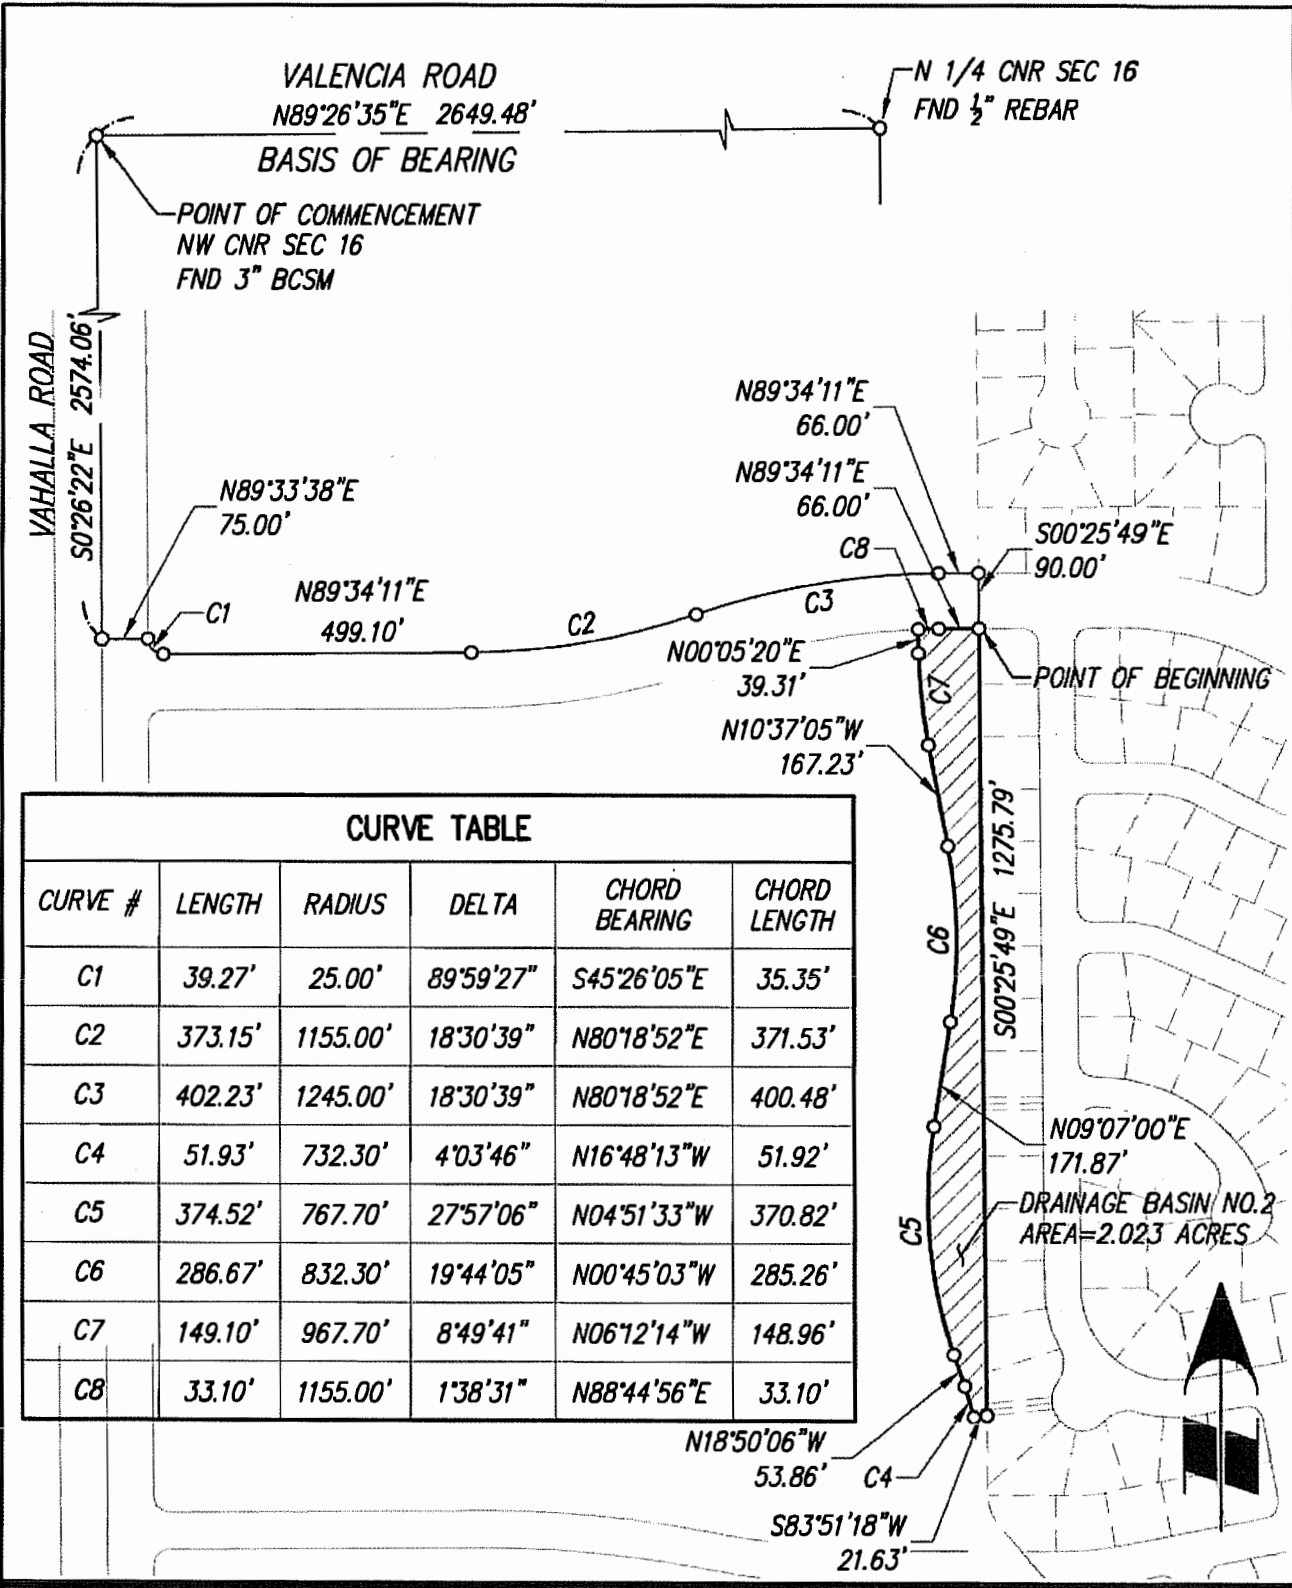 VALENCIA ROAD
N89°26'35"E 2649.48'
BASIS OF BEARING
N 1/4 CNR SEC 16
FND ½" REBAR
POINT OF COMMENCEMENT
NW CNR SEC 16
FND 3" BCSM
VAHALLA ROAD
S0°26'22"E 2574.06'
N89°33'38"E
75.00'
C1
N89°34'11"E
499.10'
C2
C3
N89°34'11"E
66.00'
N89°34'11"E
66.00'
C8
S00°25'49"E
90.00'
N00°05'20"E
39.31'
POINT OF BEGINNING
C7
N10°37'05"W
167.23'
S00°25'49"E 1275.79'
C6
N09°07'00"E
171.87'
DRAINAGE BASIN NO.2
AREA=2.023 ACRES
C5
N18°50'06"W
53.86'
C4
S83°51'18"W
21.63'
CURVE TABLE
CURVE # LENGTH RADIUS DELTA CHORD BEARING CHORD LENGTH
C1 39.27' 25.00' 89°59'27" S45°26'05"E 35.35'
C2 373.15' 1155.00' 18°30'39" N80°18'52"E 371.53'
C3 402.23' 1245.00' 18°30'39" N80°18'52"E 400.48'
C4 51.93' 732.30' 4°03'46" N16°48'13"W 51.92'
C5 374.52' 767.70' 27°57'06" N04°51'33"W 370.82'
C6 286.67' 832.30' 19°44'05" N00°45'03"W 285.26'
C7 149.10' 967.70' 8°49'41" N06°12'14"W 148.96'
C8 33.10' 1155.00' 1°38'31" N88°44'56"E 33.10'